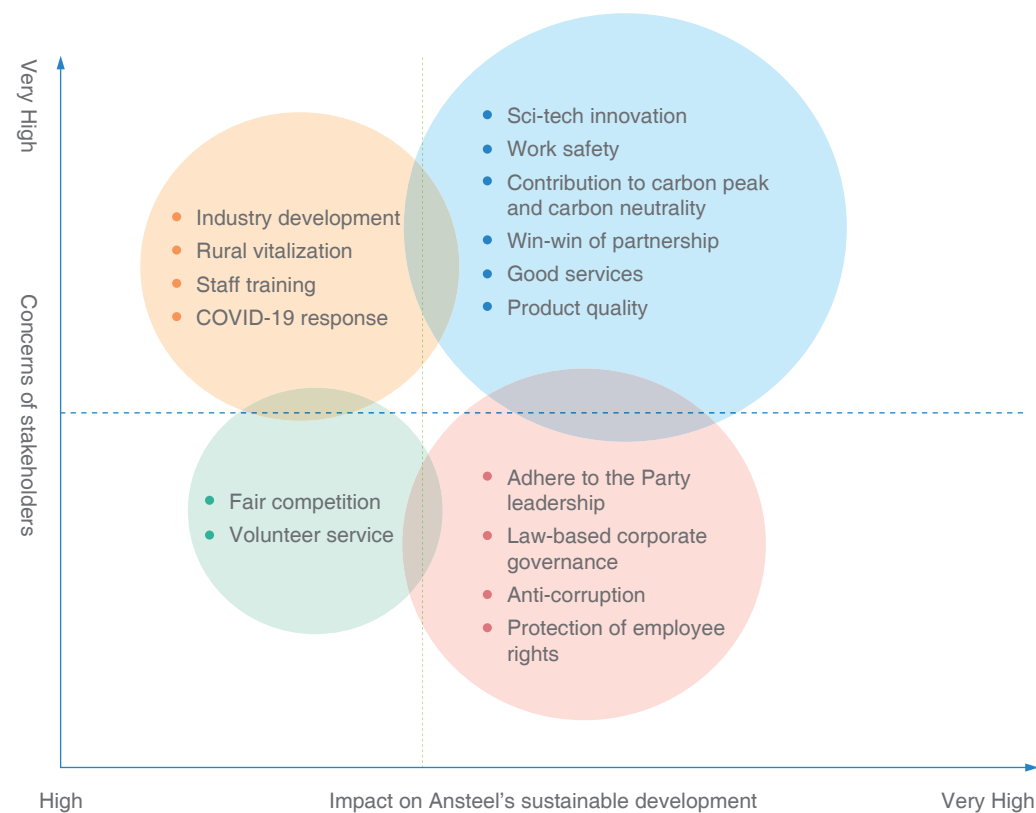 Very High
Concerns of stakeholders
Sci-tech innovation
Work safety
Contribution to carbon peak
and carbon neutrality
Win-win of partnership
Good services
Product quality
Industry development
Rural vitalization
Staff training
COVID-19 response
Fair competition
Volunteer service
Adhere to the Party
leadership
Law-based corporate
governance
Anti-corruption
Protection of employee
rights
High
Impact on Ansteel's sustainable development
Very High